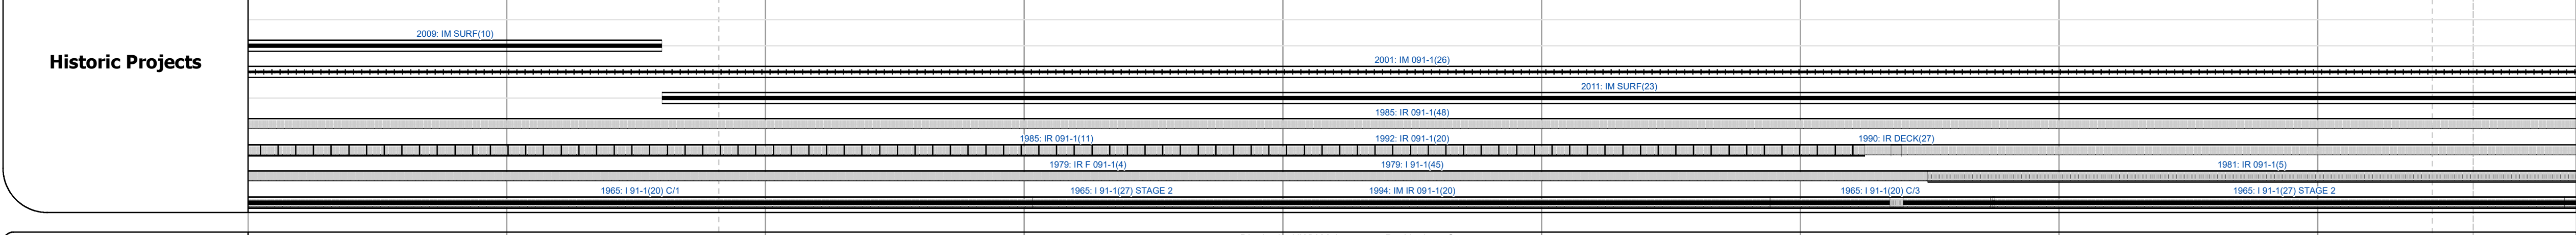 Historic Projects
2009: IM SURF(10)
2001: IM 091-1(26)
2011: IM SURF(23)
1985: IR 091-1(48)
1985: IR 091-1(11) 1992: IR 091-1(20) 1990: IR DECK(27)
1979: IR F 091-1(4) 1979: I 91-1(45) 1981: IR 091-1(5)
1965: I 91-1(20) C/1 1965: I 91-1(27) STAGE 2 1994: IM IR 091-1(20) 1965: I 91-1(20) C/3 1965: I 91-1(27) STAGE 2